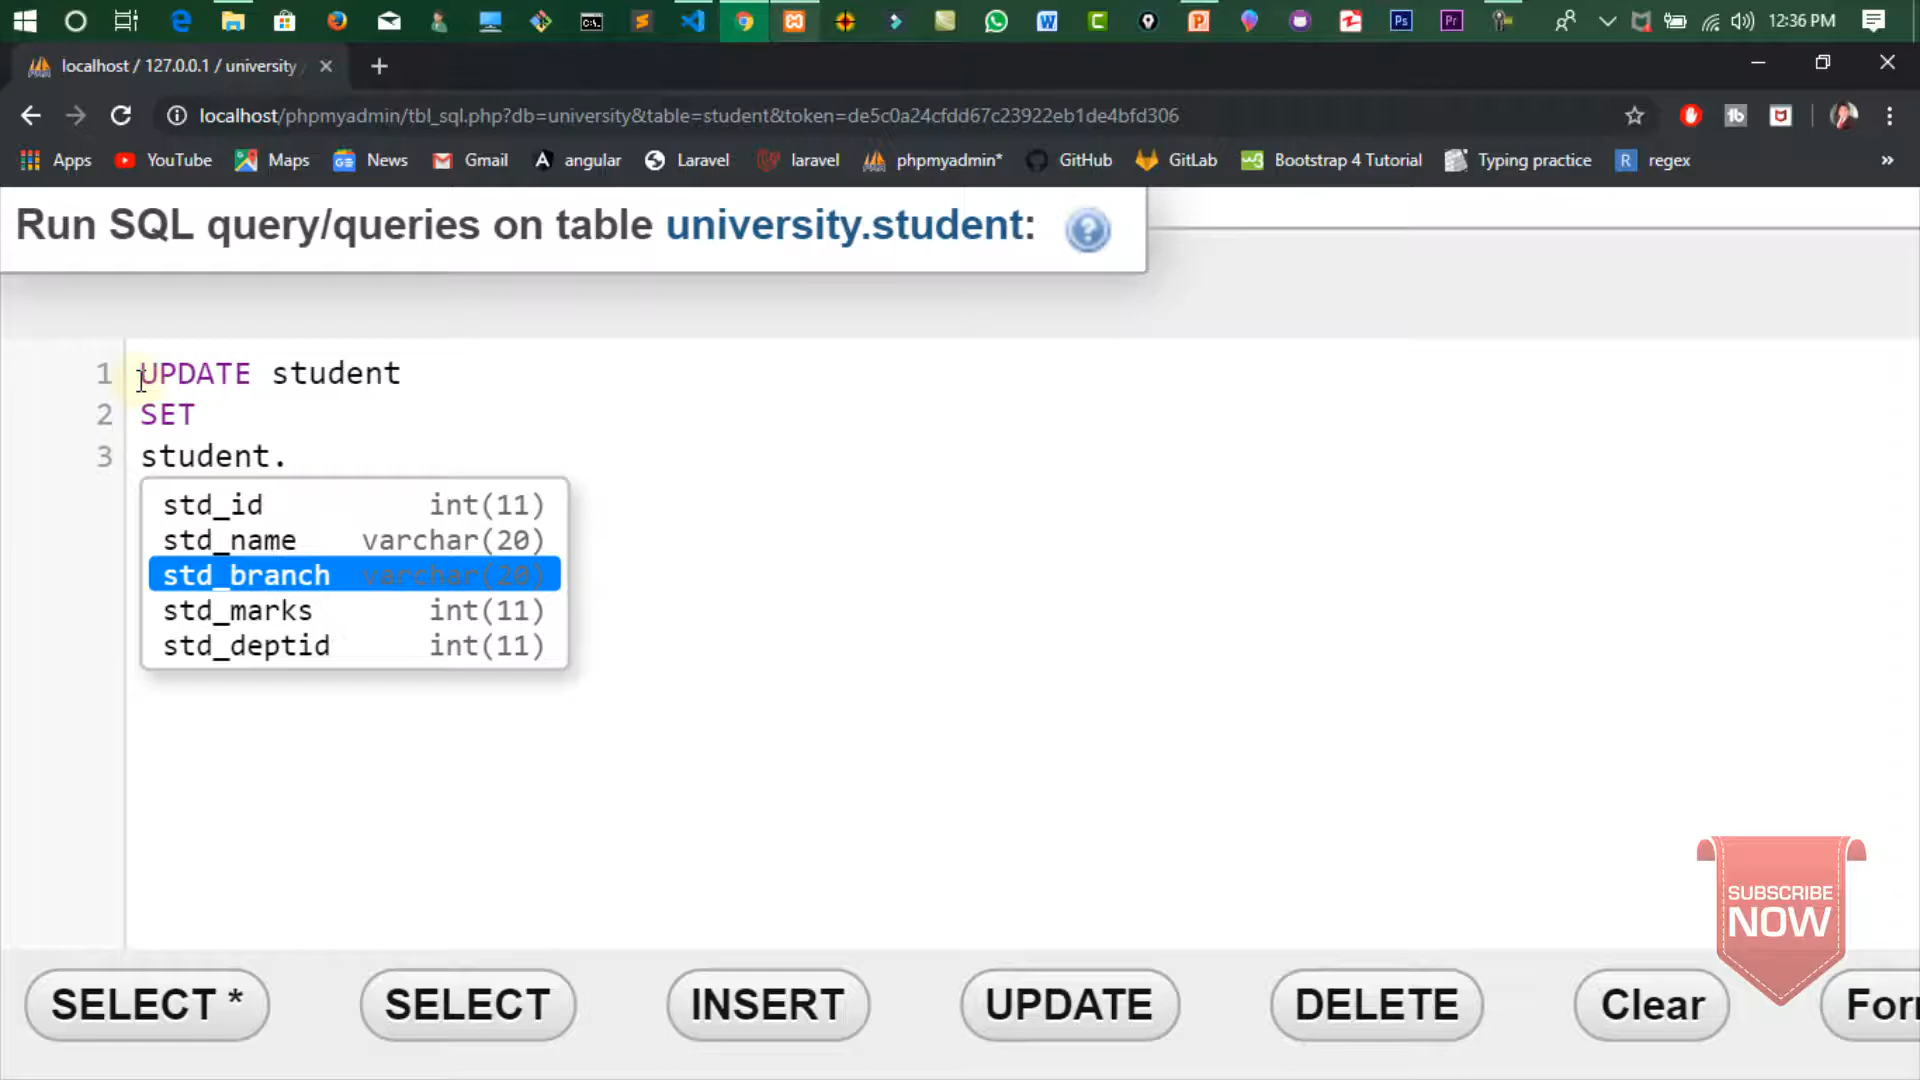 12:36 PM
localhost / 127.0.0.1 / university
localhost/phpmyadmin/tbl_sql.php?db=university&table=student&token=de5c0a24cfdd67c23922eb1de4bfd306
Apps YouTube Maps News Gmail angular Laravel laravel phpmyadmin* GitHub GitLab Bootstrap 4 Tutorial Typing practice R regex »
Run SQL query/queries on table university.student:
1 UPDATE student
2 SET
3 student.
std_id int(11)
std_name varchar(20)
std_branch varchar(20)
std_marks int(11)
std_deptid int(11)
SUBSCRIBE
NOW
SELECT * SELECT INSERT UPDATE DELETE Clear